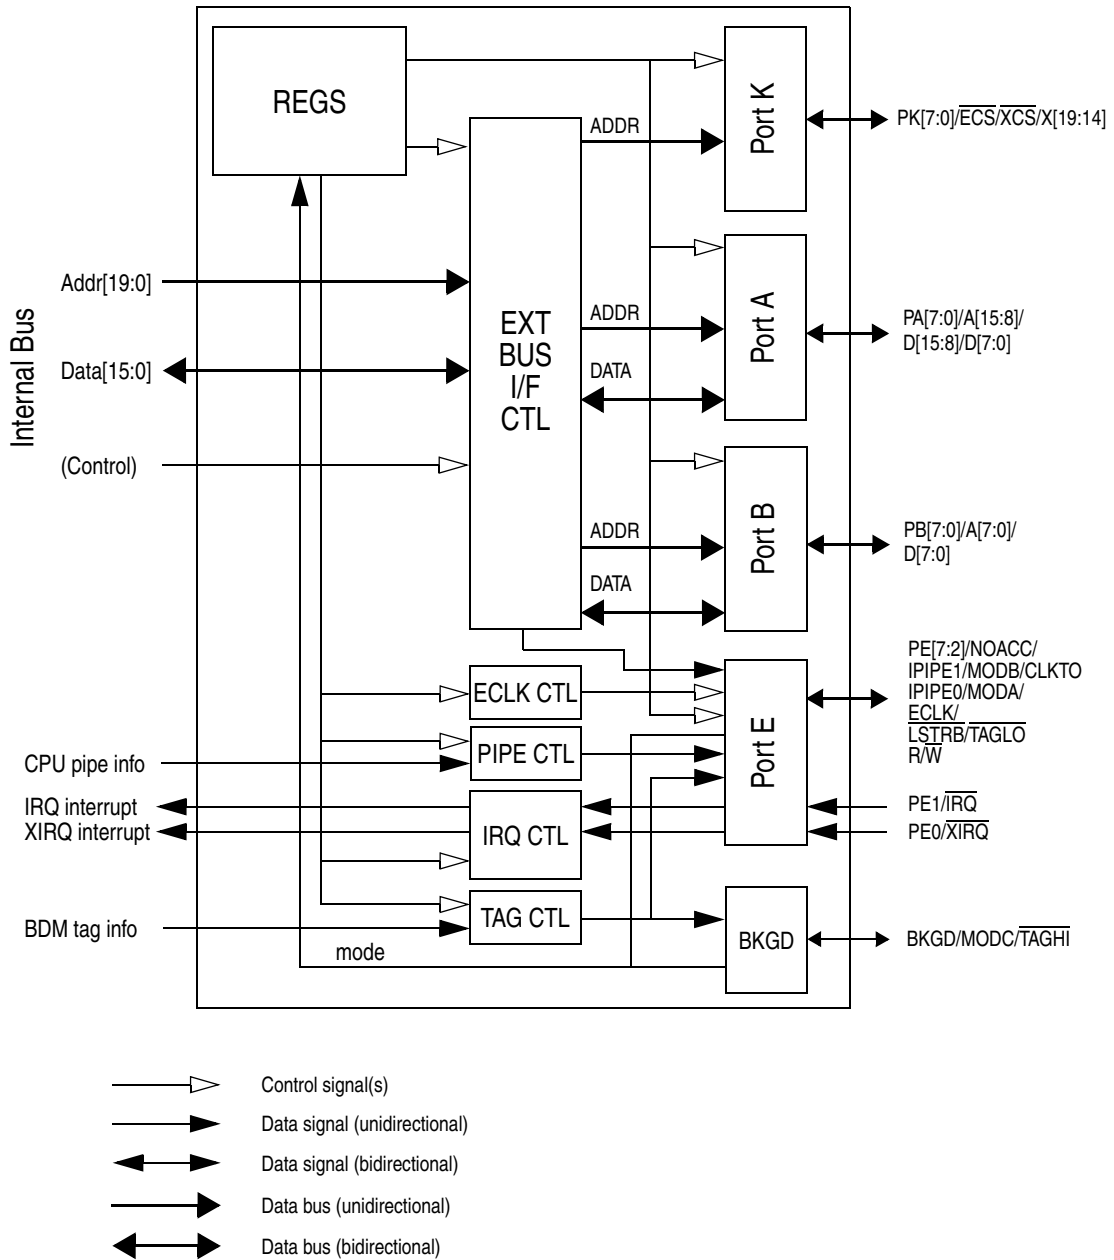 REGS
Port K
ADDR
PK[7:0]/ECS/XCS/X[19:14]
Internal Bus
Addr[19:0]
Data[15:0]
(Control)
EXT
BUS
I/F
CTL
ADDR
DATA
Port A
PA[7:0]/A[15:8]/
D[15:8]/D[7:0]
ADDR
DATA
Port B
PB[7:0]/A[7:0]/
D[7:0]
ECLK CTL
PIPE CTL
IRQ CTL
TAG CTL
Port E
PE[7:2]/NOACC/
IPIPE1/MODB/CLKTO
IPIPE0/MODA/
ECLK/
LSTRB/TAGLO
R/W
CPU pipe info
IRQ interrupt
XIRQ interrupt
PE1/IRQ
PE0/XIRQ
BDM tag info
mode
BKGD
BKGD/MODC/TAGHI
Control signal(s)
Data signal (unidirectional)
Data signal (bidirectional)
Data bus (unidirectional)
Data bus (bidirectional)